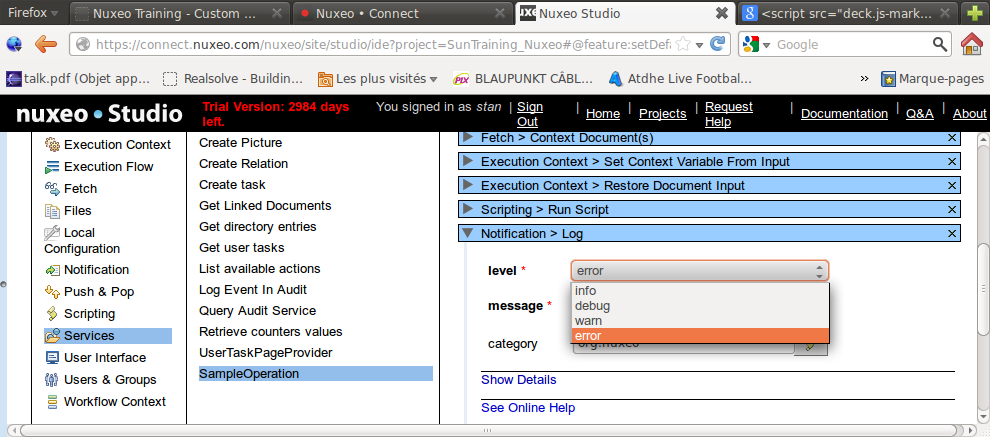 Firefox
Nuxeo Training - Custom ...
Nuxeo • Connect
Nuxeo Studio
<script src="deck.js-mark...
https://connect.nuxeo.com/nuxeo/site/studio/ide?project=SunTraining_Nuxeo#@feature:setDefa
Google
talk.pdf (Objet app...
Realsolve - Buildin...
Les plus visités
BLAUPUNKT CÂBL...
Atdhe Live Footbal...
»
Marque-pages
nuxeo • Studio
Trial Version: 2984 days left.
You signed in as stan
| Sign Out
| Home
| Projects
| Request Help
| Documentation
| Q&A
| About
Execution Context
Execution Flow
Fetch
Files
Local
Configuration
Notification
Push & Pop
Scripting
Services
User Interface
Users & Groups
Workflow Context
Create Picture
Create Relation
Create task
Get Linked Documents
Get directory entries
Get user tasks
List available actions
Log Event In Audit
Query Audit Service
Retrieve counters values
UserTaskPageProvider
SampleOperation
Fetch > Context Document(s)
Execution Context > Set Context Variable From Input
Execution Context > Restore Document Input
Scripting > Run Script
Notification > Log
level *
error
info
debug
warn
error
message *
category
org.nuxeo
Show Details
See Online Help